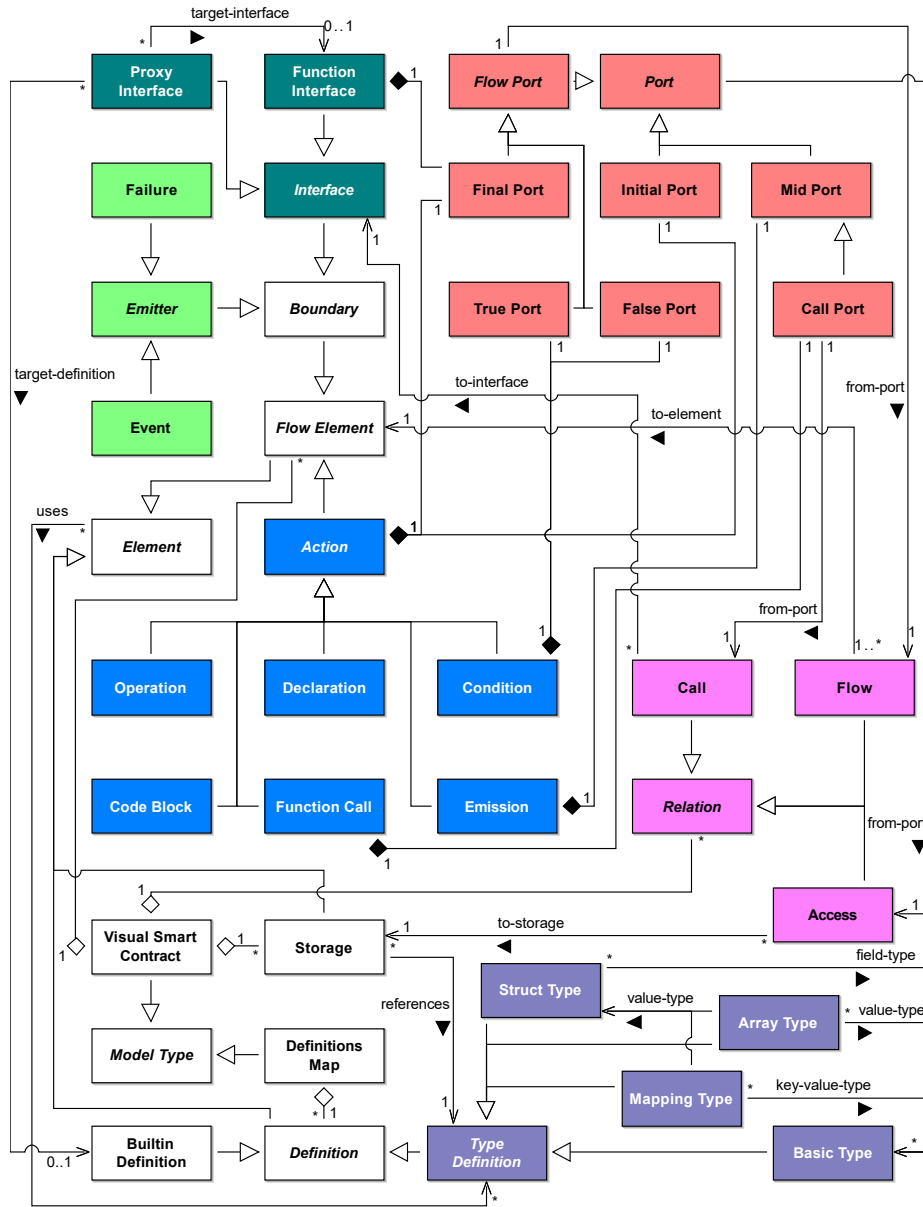 target-interface
*
0..1
1
1
Proxy
Interface
Function
Interface
Flow Port
Port
*
1
Failure
Interface
Final Port
Initial Port
Mid Port
1
1
1
1
Emitter
Boundary
True Port
False Port
Call Port
1
1
1
1
target-definition
to-interface
from-port
Event
Flow Element
1
to-element
*
uses
*
Element
Action
1
from-port
1
*
1
1..*
1
Operation
Declaration
Condition
Call
Flow
Code Block
Function Call
Emission
1
Relation
from-port
*
1
1
Visual Smart
Contract
1
*
Storage
1
to-storage
*
Access
1
1
*
references
Struct Type
*
field-type
value-type
Array Type
*
value-type
Model Type
Definitions
Map
Mapping Type
*
key-value-type
*
1
1
Builtin
Definition
Definition
Type
Definition
Basic Type
*
0..1
*